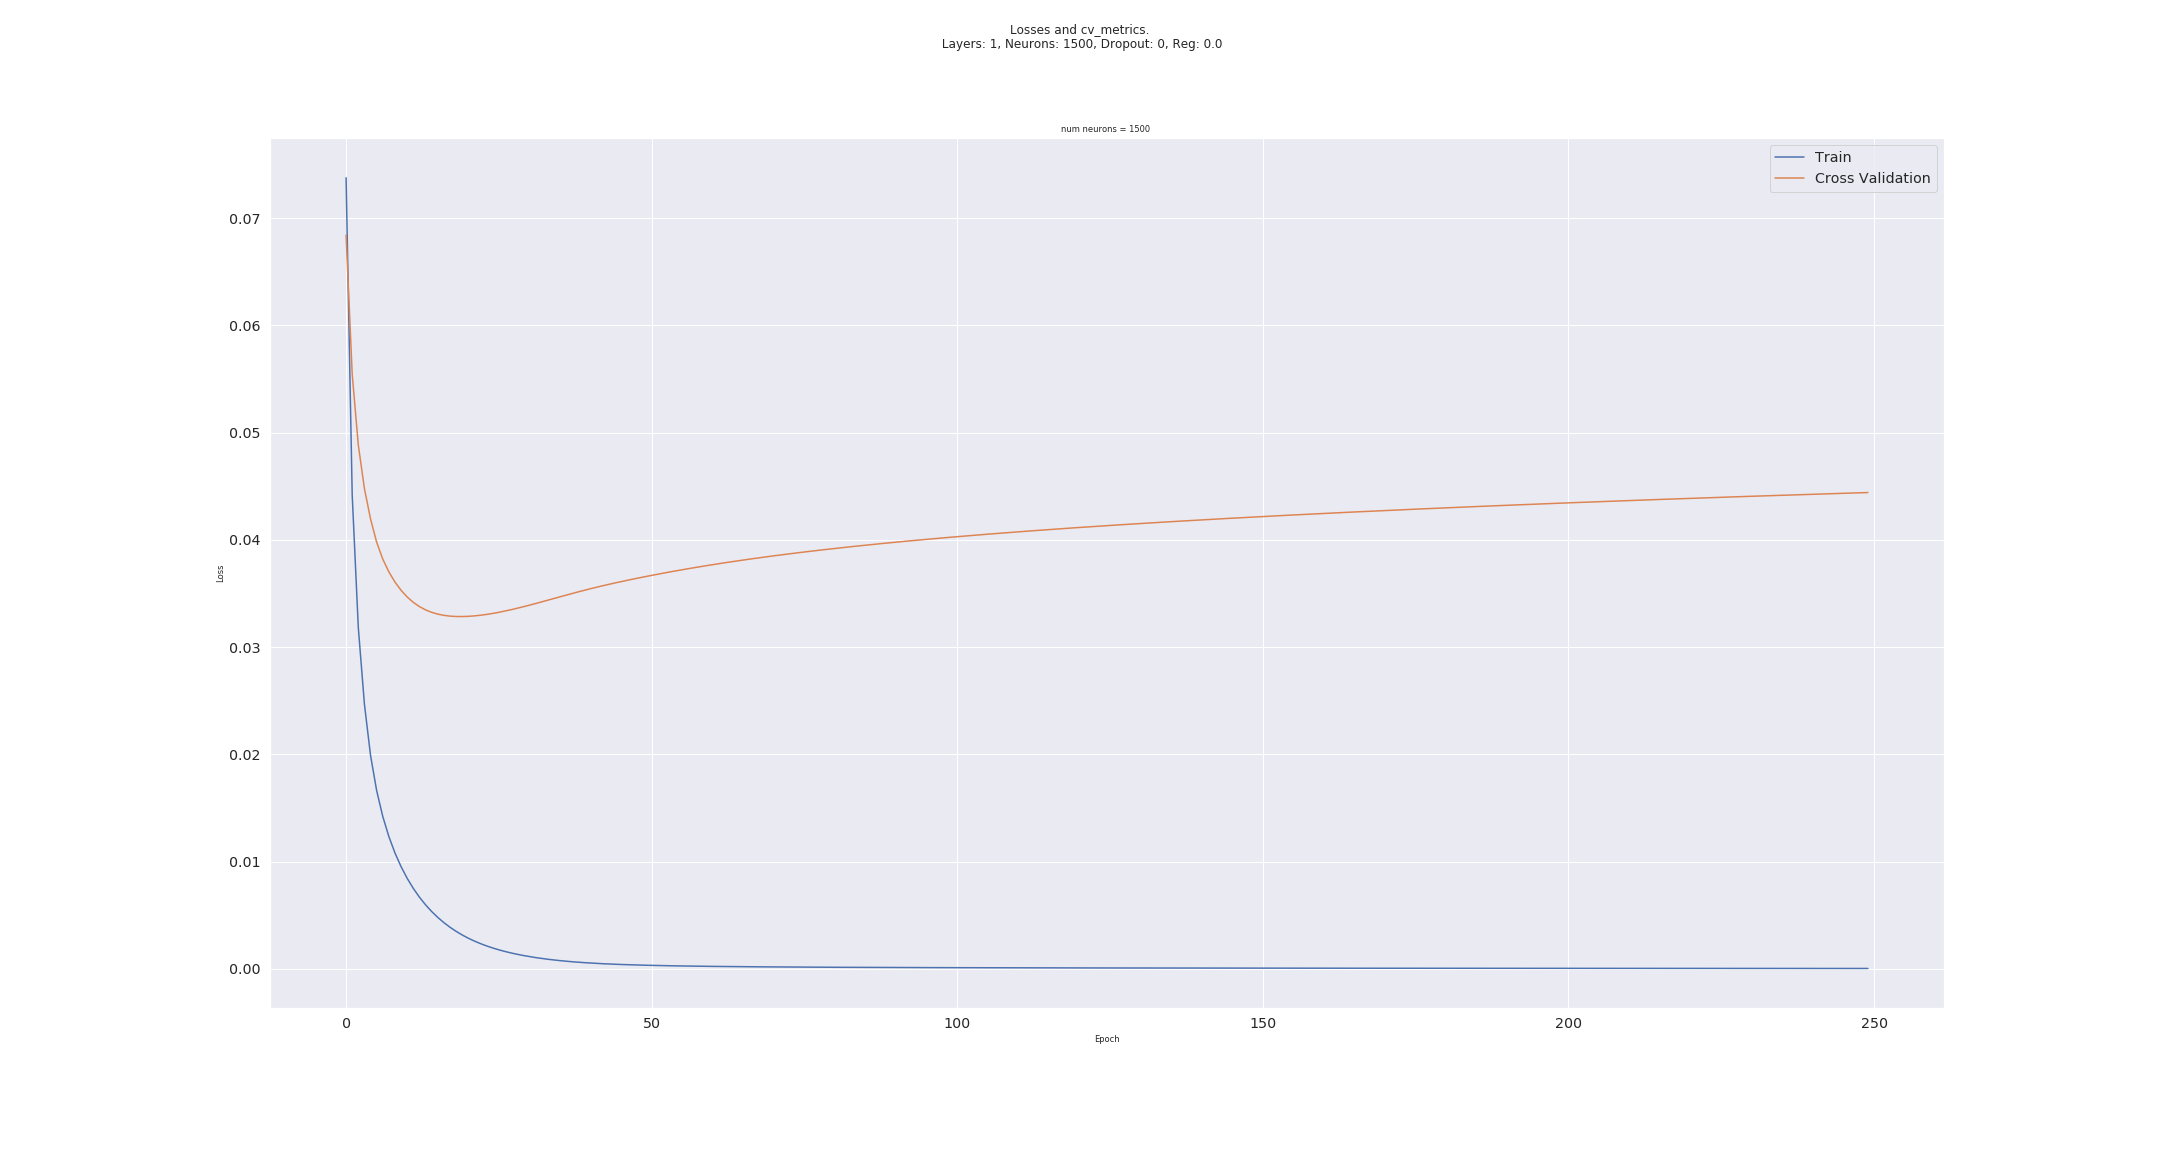 Losses and cv_metrics.
Layers: 1, Neurons: 1500, Dropout: 0, Reg: 0.0
num neurons = 1500
Train
Cross Validation
0.07
0.06
0.05
0.04
0.03
0.02
0.01
0.00
Loss
0 50 100 150 200 250
Epoch